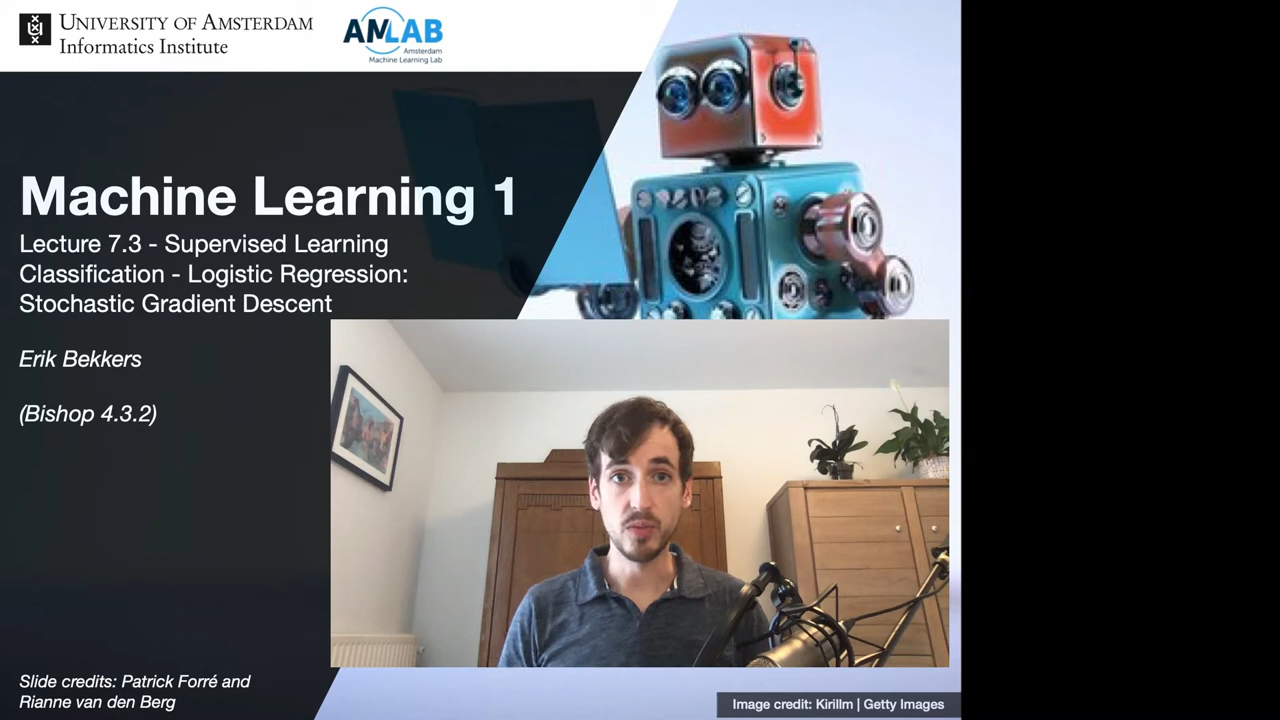 UNIVERSITY OF AMSTERDAM
Informatics Institute
AMLAB
Amsterdam
Machine Learning Lab
Machine Learning 1
Lecture 7.3 - Supervised Learning
Classification - Logistic Regression:
Stochastic Gradient Descent
Erik Bekkers
(Bishop 4.3.2)
Slide credits: Patrick Forré and
Rianne van den Berg
Image credit: Kirillm | Getty Images